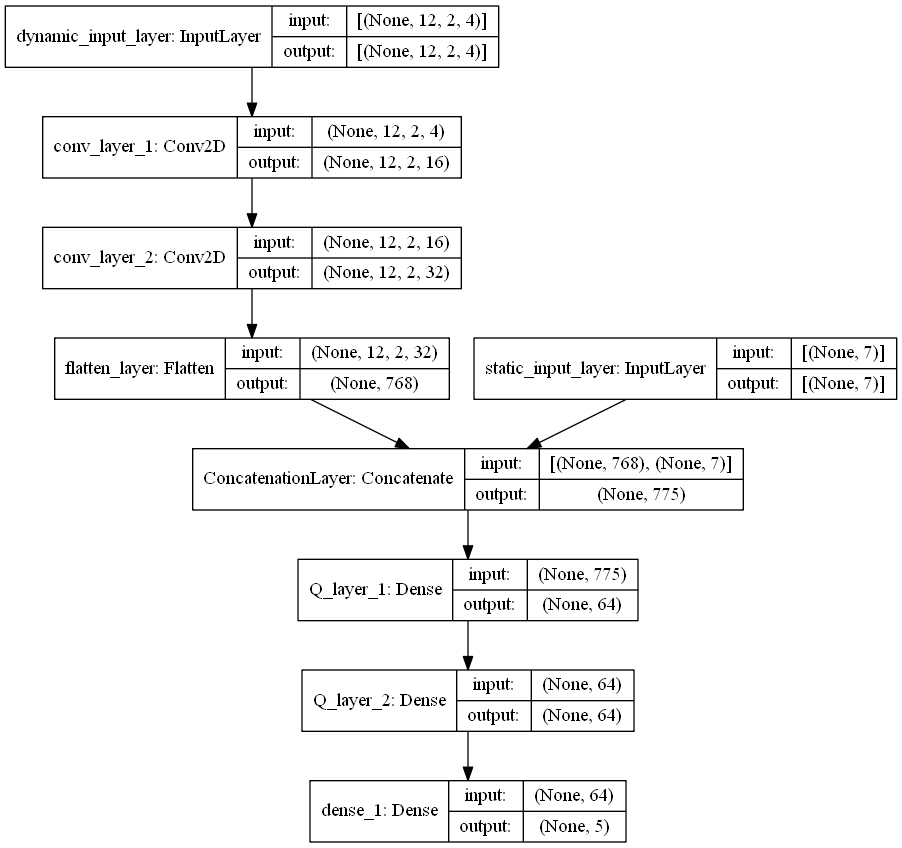 dynamic_input_layer: InputLayer
input:
[(None, 12, 2, 4)]
output:
[(None, 12, 2, 4)]
conv_layer_1: Conv2D
input:
(None, 12, 2, 4)
output:
(None, 12, 2, 16)
conv_layer_2: Conv2D
input:
(None, 12, 2, 16)
output:
(None, 12, 2, 32)
flatten_layer: Flatten
input:
(None, 12, 2, 32)
output:
(None, 768)
static_input_layer: InputLayer
input:
[(None, 7)]
output:
[(None, 7)]
ConcatenationLayer: Concatenate
input:
[(None, 768), (None, 7)]
output:
(None, 775)
Q_layer_1: Dense
input:
(None, 775)
output:
(None, 64)
Q_layer_2: Dense
input:
(None, 64)
output:
(None, 64)
dense_1: Dense
input:
(None, 64)
output:
(None, 5)